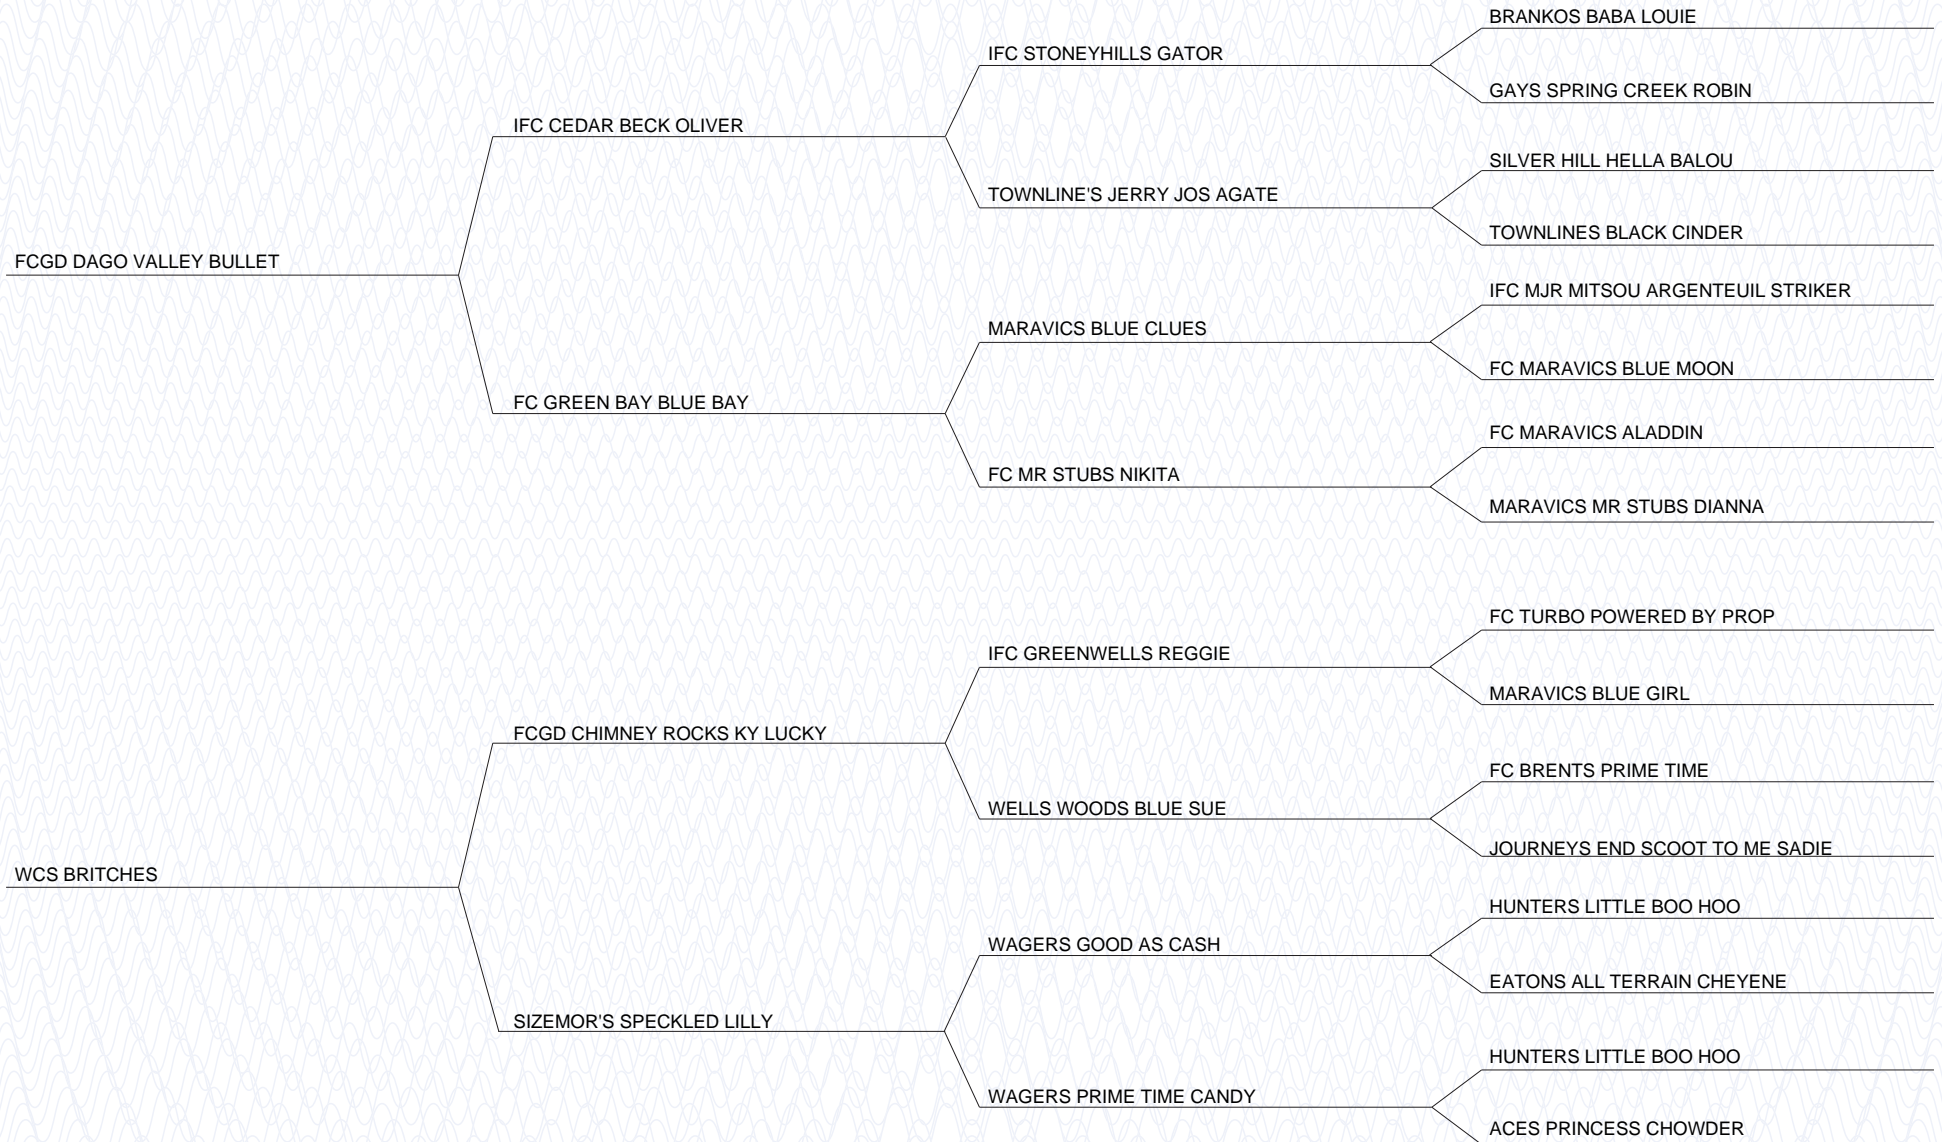 BRANKOS BABA LOUIE
IFC STONEYHILLS GATOR
GAYS SPRING CREEK ROBIN
IFC CEDAR BECK OLIVER
SILVER HILL HELLA BALOU
TOWNLINE'S JERRY JOS AGATE
TOWNLINES BLACK CINDER
FCGD DAGO VALLEY BULLET
IFC MJR MITSOU ARGENTEUIL STRIKER
MARAVICS BLUE CLUES
FC MARAVICS BLUE MOON
FC GREEN BAY BLUE BAY
FC MARAVICS ALADDIN
FC MR STUBS NIKITA
MARAVICS MR STUBS DIANNA
FC TURBO POWERED BY PROP
IFC GREENWELLS REGGIE
MARAVICS BLUE GIRL
FCGD CHIMNEY ROCKS KY LUCKY
FC BRENTS PRIME TIME
WELLS WOODS BLUE SUE
JOURNEYS END SCOOT TO ME SADIE
WCS BRITCHES
HUNTERS LITTLE BOO HOO
WAGERS GOOD AS CASH
EATONS ALL TERRAIN CHEYENE
SIZEMOR'S SPECKLED LILLY
HUNTERS LITTLE BOO HOO
WAGERS PRIME TIME CANDY
ACES PRINCESS CHOWDER